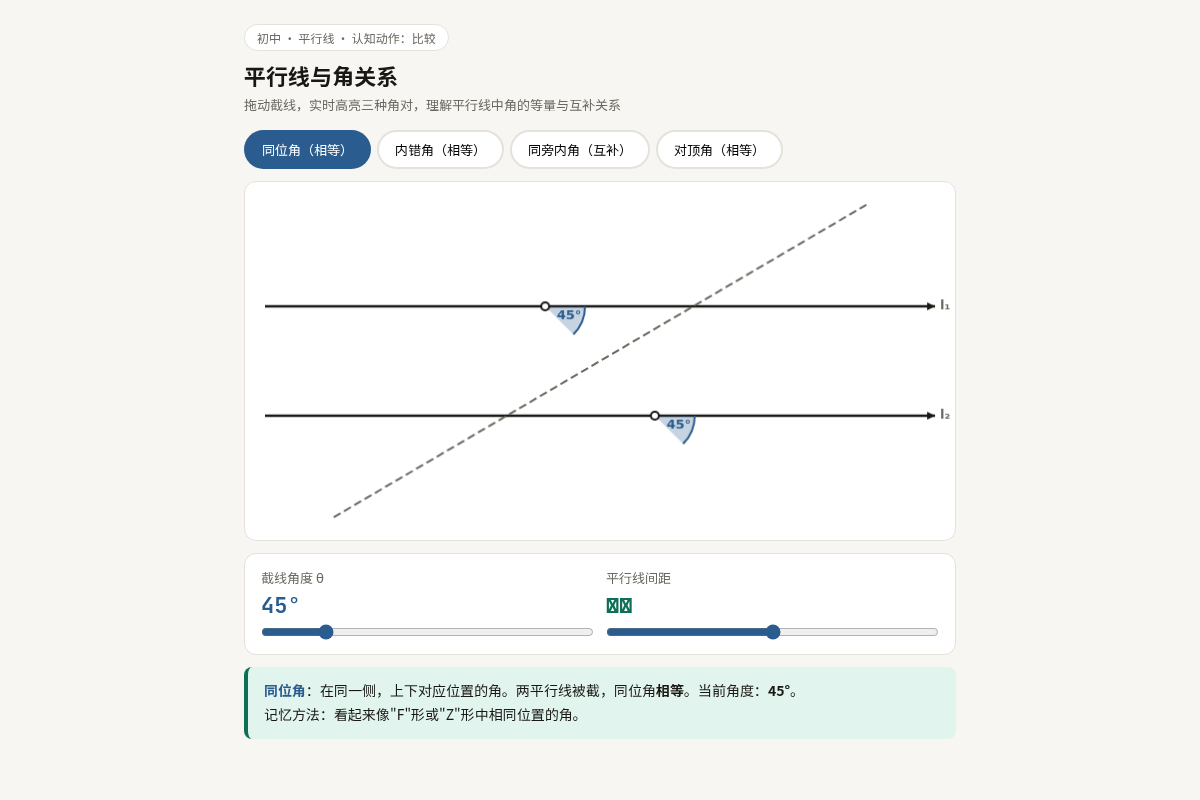 初中 · 平行线 · 认知动作：比较
平行线与角关系
拖动截线，实时高亮三种角对，理解平行线中角的等量与互补关系
同位角（相等）
内错角（相等）
同旁内角（互补）
对顶角（相等）
45°
l₁
45°
l₂
截线角度 θ
平行线间距
45°
同位角：在同一侧，上下对应位置的角。两平行线被截，同位角相等。当前角度：45°。
记忆方法：看起来像"F"形或"Z"形中相同位置的角。